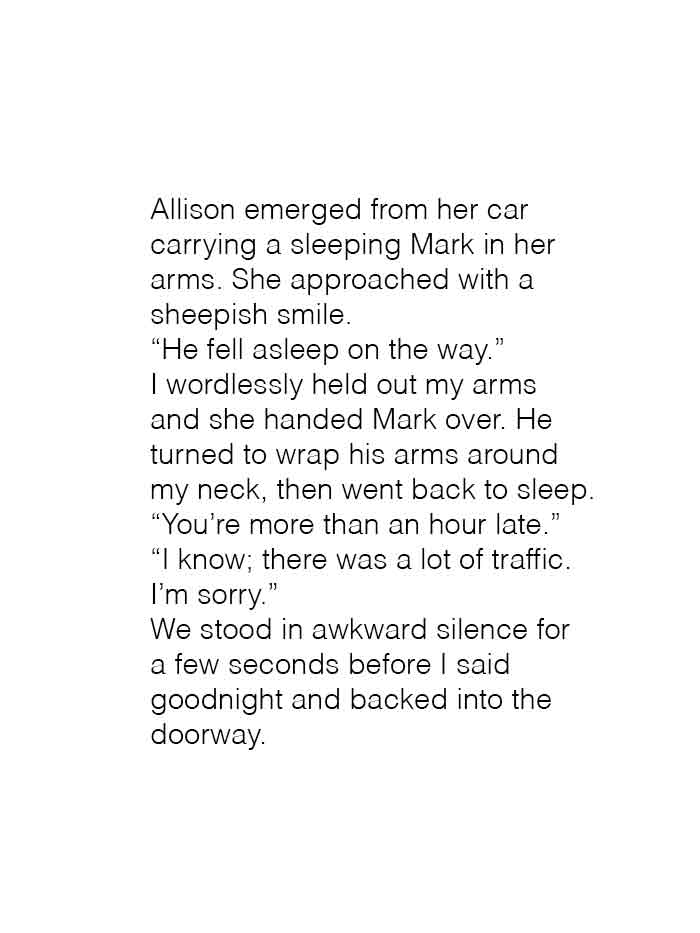 Allison emerged from her car
carrying a sleeping Mark in her
arms. She approached with a
sheepish smile.
“He fell asleep on the way.”
I wordlessly held out my arms
and she handed Mark over. He
turned to wrap his arms around
my neck, then went back to sleep.
“You’re more than an hour late.”
“I know; there was a lot of traffic.
I’m sorry.”
We stood in awkward silence for
a few seconds before I said
goodnight and backed into the
doorway.